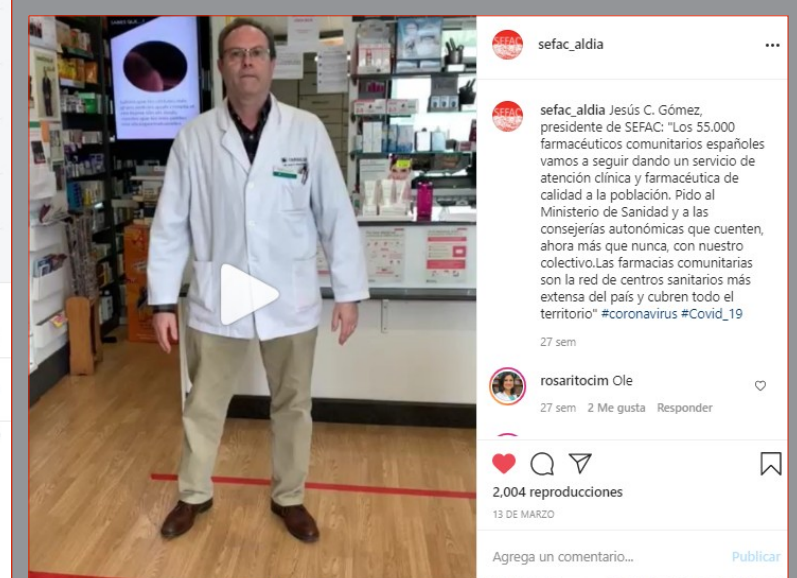 sefac_aldia
sefac_aldia Jesús C. Gómez,
presidente de SEFAC: "Los 55.000
farmacéuticos comunitarios españoles
vamos a seguir dando un servicio de
atención clínica y farmacéutica de
calidad a la población. Pido al
Ministerio de Sanidad y a las
consejerías autonómicas que cuenten,
ahora más que nunca, con nuestro
colectivo.Las farmacias comunitarias
son la red de centros sanitarios más
extensa del país y cubren todo el
territorio" #coronavirus #Covid_19
27 sem
rosaritocim Ole
27 sem 2 Me gusta Responder
2,004 reproducciones
13 DE MARZO
Agrega un comentario... Publicar